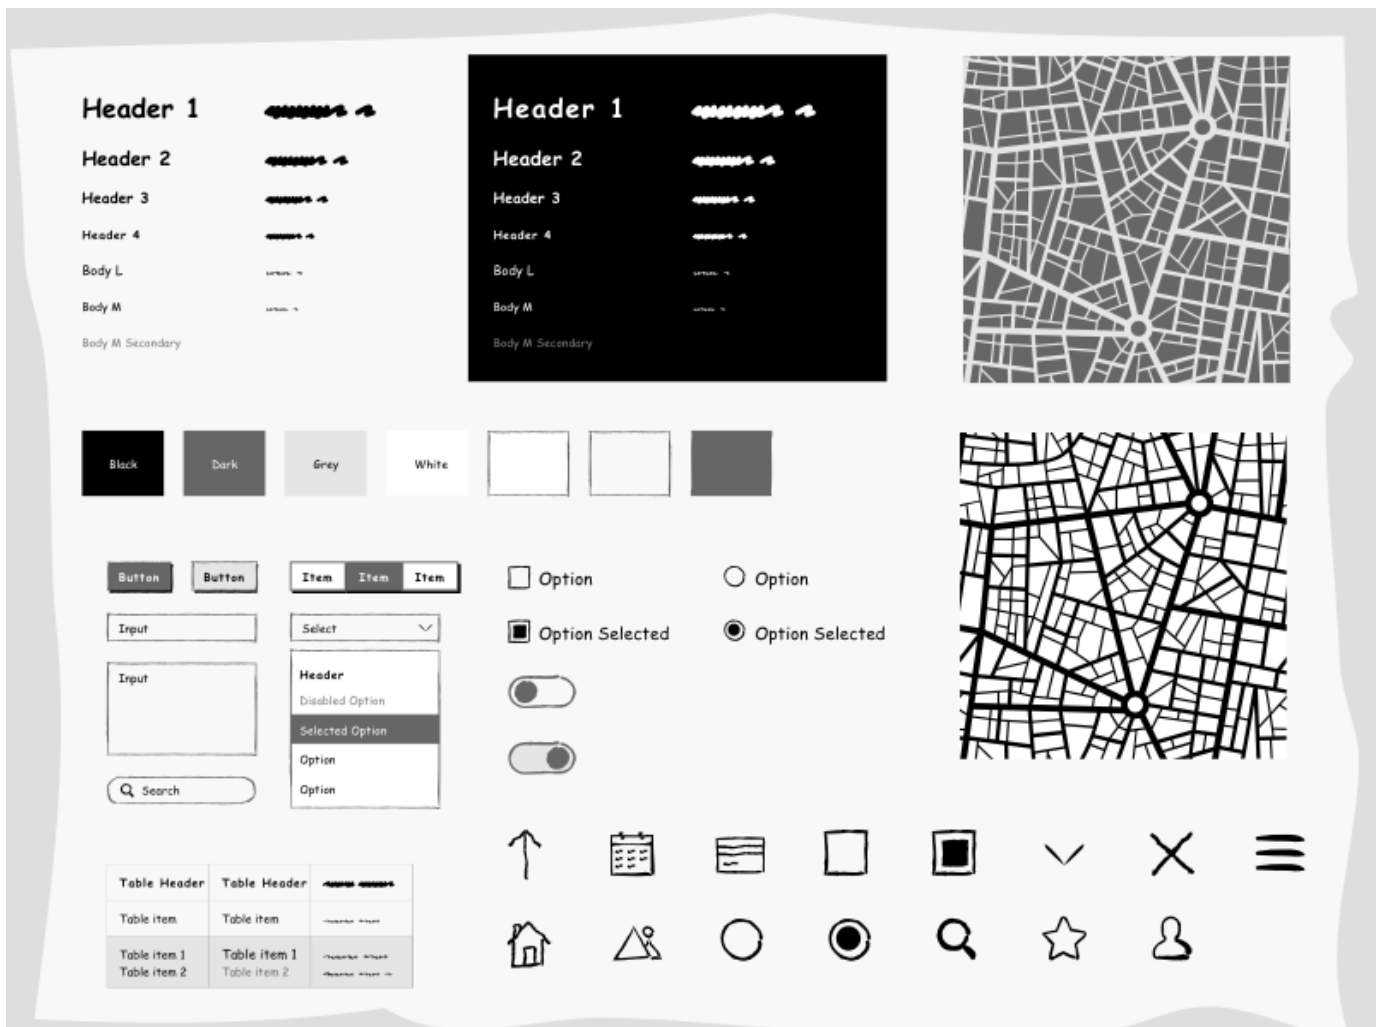 Header 1
Header 2
Header 3
Header 4
Body L
Body M
Body M Secondary
Header 1
Header 2
Header 3
Header 4
Body L
Body M
Body M Secondary
Black
Dark
Grey
White
Button
Button
Item
Item
Item
Input
Select
Input
Header
Disabled Option
Selected Option
Option
Option
Search
Option
Option
Option Selected
Option Selected
Table Header
Table Header
Table item
Table item
Table item 1
Table item 1
Table item 2
Table item 2